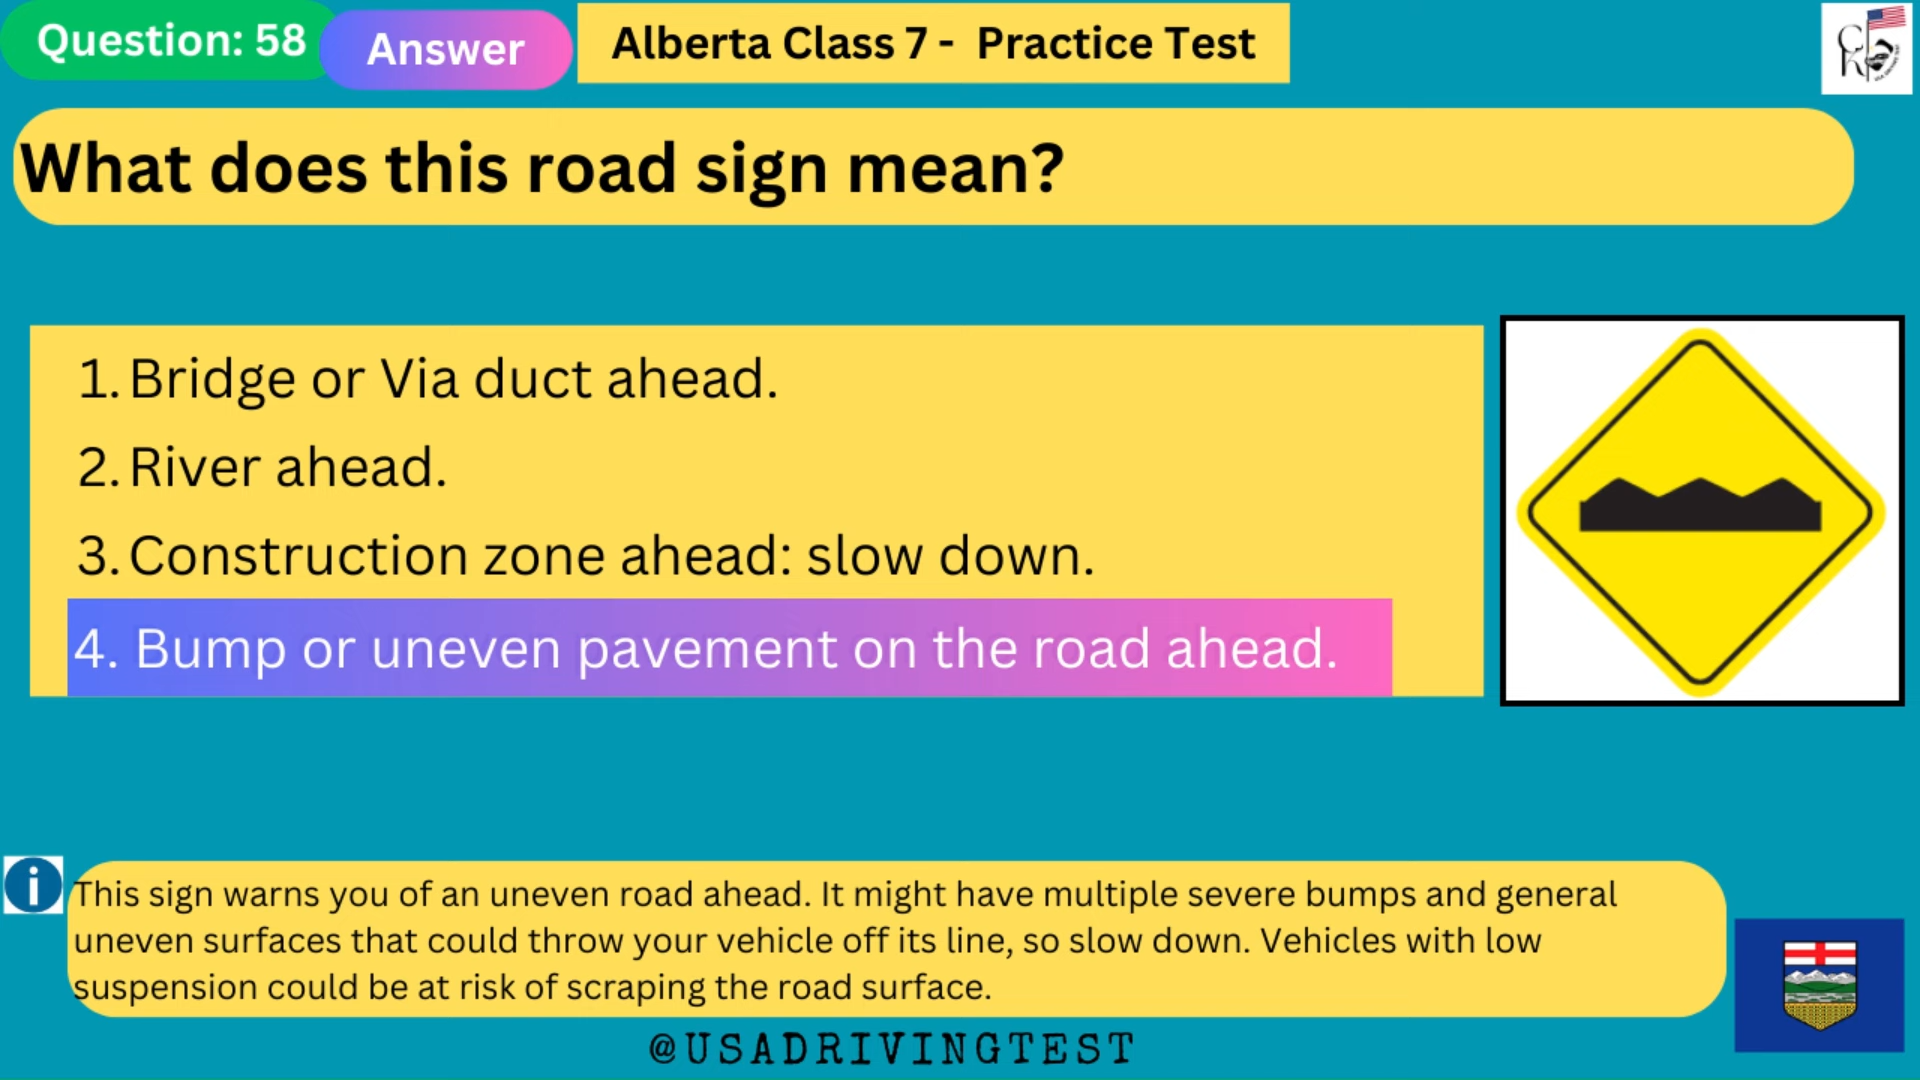 Question: 58
Answer
Alberta Class 7 - Practice Test
What does this road sign mean?
1. Bridge or Via duct ahead.
2. River ahead.
3. Construction zone ahead: slow down.
4. Bump or uneven pavement on the road ahead.
i
This sign warns you of an uneven road ahead. It might have multiple severe bumps and general
uneven surfaces that could throw your vehicle off its line, so slow down. Vehicles with low
suspension could be at risk of scraping the road surface.
@USADRIVINGTEST